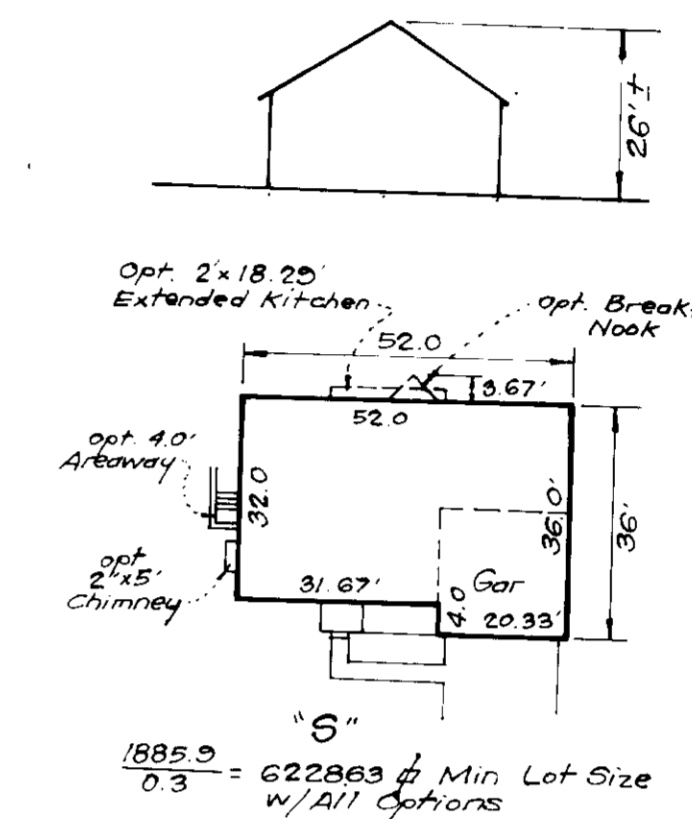 26'±
Opt. 2'x18.29'
Extended Kitchen
Opt. Break.
Nook
52.0
3.67'
52.0
Opt. 4.0'
Areaway
32.0
36.0'
36'
opt
2'x5'
Chimney
31.67'
4.0
Gar
20.33'
"S"
1885.9
0.3
= 622863 ⏍ Min Lot Size
w/All Options